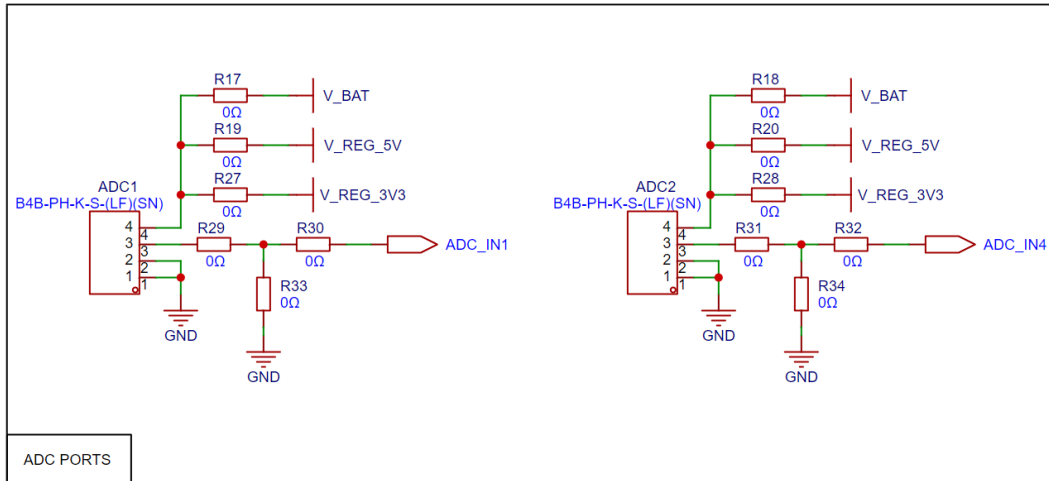 R17
0Ω
V_BAT
R19
0Ω
V_REG_5V
R27
0Ω
V_REG_3V3
ADC1
B4B-PH-K-S-(LF)(SN)
4
4
3
3
2
2
1
1
R29
0Ω
R30
0Ω
ADC_IN1
R33
0Ω
GND
GND
R18
0Ω
V_BAT
R20
0Ω
V_REG_5V
R28
0Ω
V_REG_3V3
ADC2
B4B-PH-K-S-(LF)(SN)
4
4
3
3
2
2
1
1
R31
0Ω
R32
0Ω
ADC_IN4
R34
0Ω
GND
GND
ADC PORTS